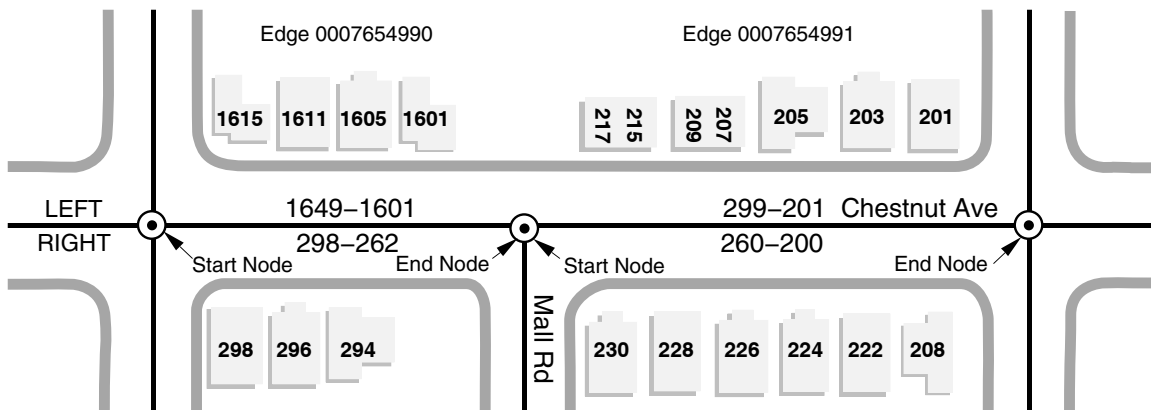 Edge 0007654990
Edge 0007654991
1615 1611 1605 1601
217 215 209 207 205 203 201
LEFT
1649–1601
299–201 Chestnut Ave
RIGHT
298–262
260–200
Start Node
End Node
Start Node
End Node
Mall Rd
298 296 294
230 228 226 224 222 208